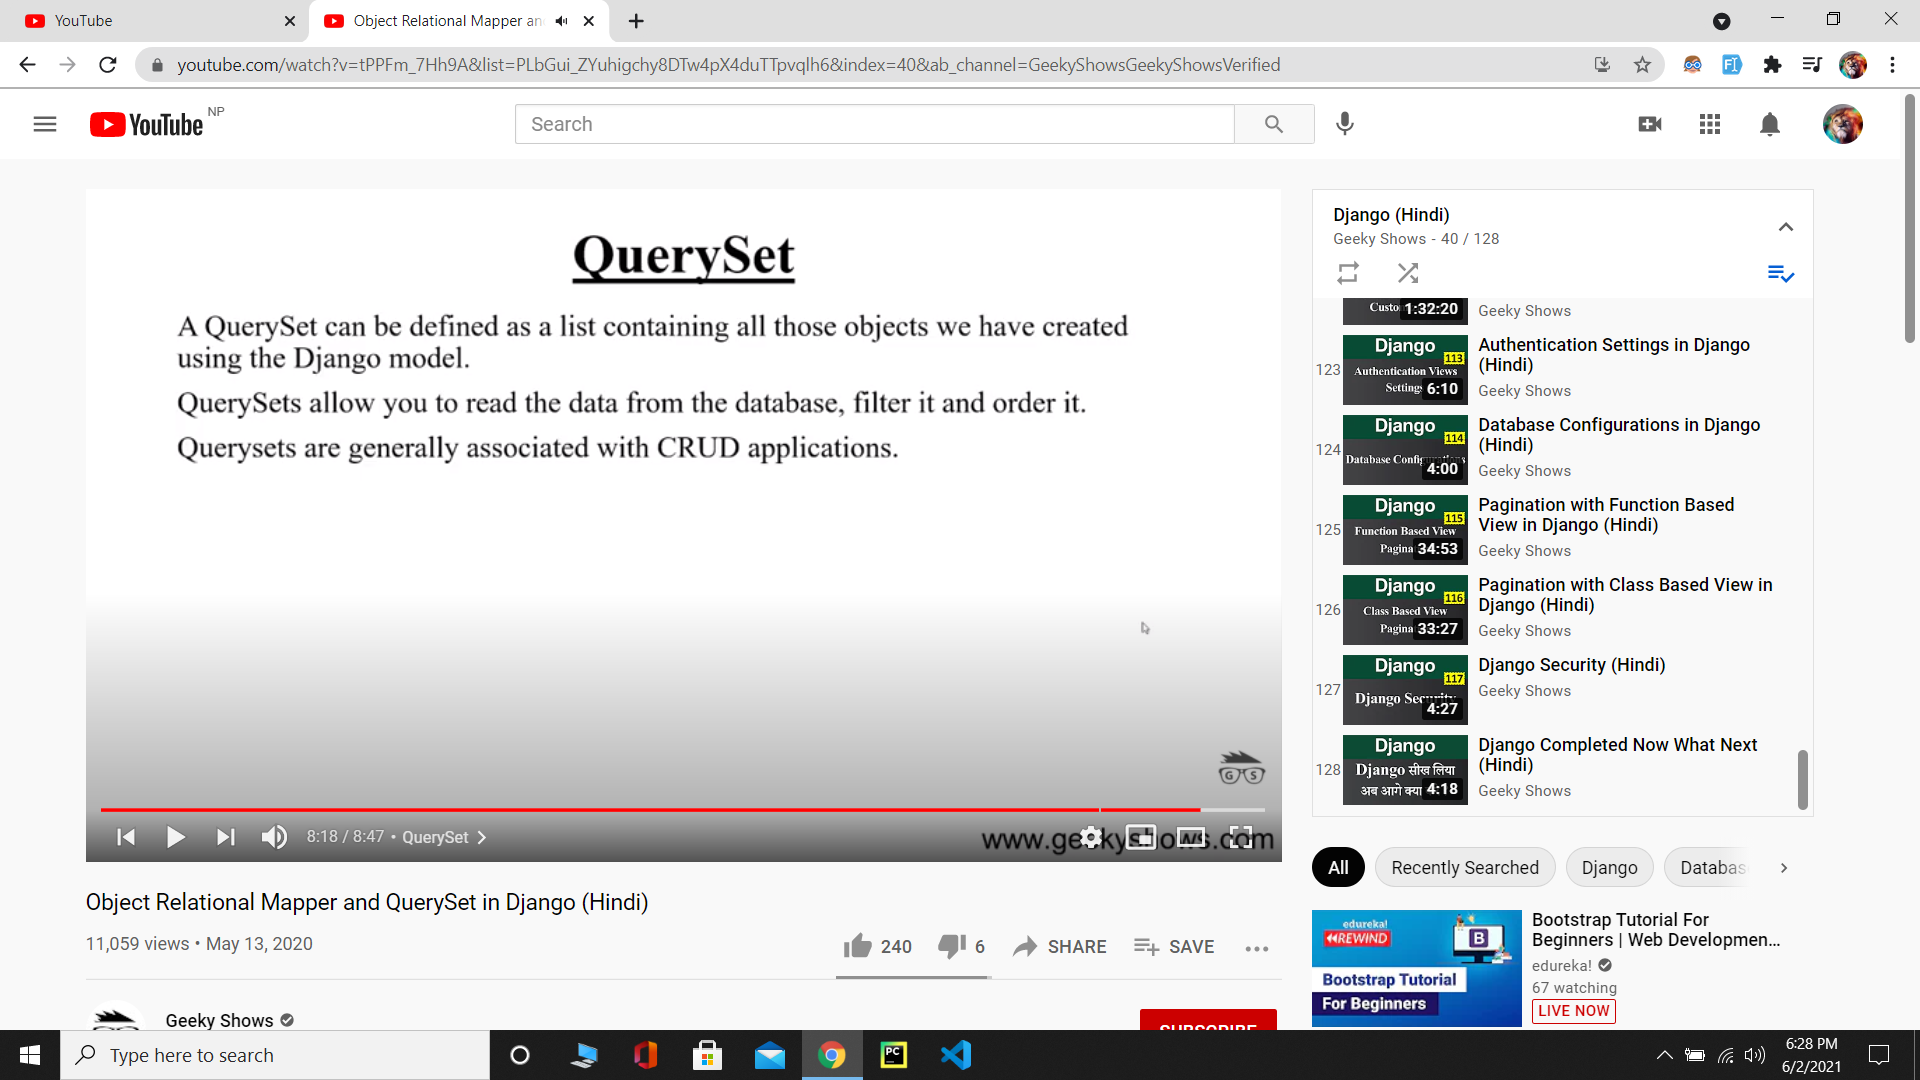 YouTube
Object Relational Mapper an
youtube.com/watch?v=tPPFm_7Hh9A&list=PLbGui_ZYuhigchy8DTw4pX4duTTpvqlh6&index=40&ab_channel=GeekyShowsGeekyShowsVerified
YouTube NP
Search
QuerySet
A QuerySet can be defined as a list containing all those objects we have created
using the Django model.
QuerySets allow you to read the data from the database, filter it and order it.
Querysets are generally associated with CRUD applications.
GS
8:18 / 8:47 • QuerySet
www.geekyshows.com
Object Relational Mapper and QuerySet in Django (Hindi)
11,059 views • May 13, 2020
240
6
SHARE
SAVE
Geeky Shows
SUBSCRIBE
Django (Hindi)
Geeky Shows - 40 / 128
Custo
1:32:20
Geeky Shows
123
Django
113
Authentication Views
Settings
6:10
Authentication Settings in Django
(Hindi)
Geeky Shows
124
Django
114
Database Configurations
4:00
Database Configurations in Django
(Hindi)
Geeky Shows
125
Django
115
Function Based View
Pagina
34:53
Pagination with Function Based
View in Django (Hindi)
Geeky Shows
126
Django
116
Class Based View
Pagina
33:27
Pagination with Class Based View in
Django (Hindi)
Geeky Shows
127
Django
117
Django Security
4:27
Django Security (Hindi)
Geeky Shows
128
Django
Django सीख लिया
अब आगे क्या
4:18
Django Completed Now What Next
(Hindi)
Geeky Shows
All
Recently Searched
Django
Databas
edureka!
REWIND
B
Bootstrap Tutorial
For Beginners
Bootstrap Tutorial For
Beginners | Web Developmen...
edureka!
67 watching
LIVE NOW
Type here to search
PC
6:28 PM
6/2/2021